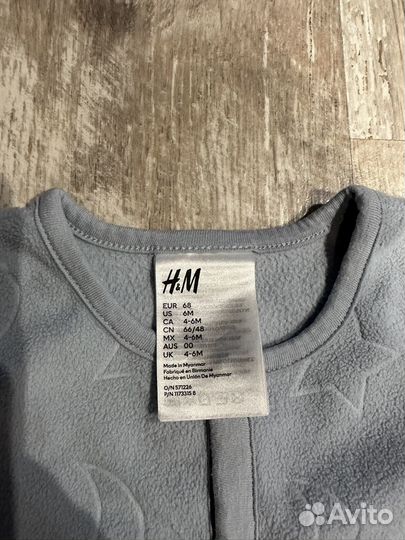 H&M
EUR 68
US 6M
CA 4-6M
CN 66/48
MX 4-6M
AUS 00
UK 4-6M
Made in Myanmar
Fabriqué en Birmanie
Hecho en Unión De Myanmar
O/N 571226
P/N 1173315 8
Avito